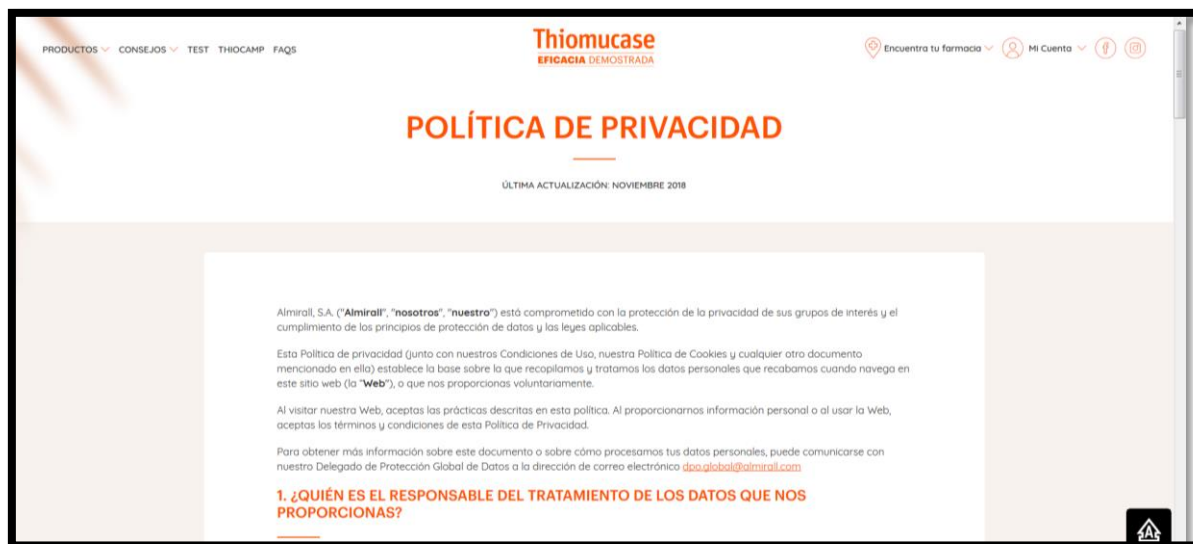 PRODUCTOS CONSEJOS TEST THIOCAMP FAQS
Thiomucase
EFICACIA DEMOSTRADA
Encuentra tu farmacia Mi Cuenta
POLÍTICA DE PRIVACIDAD
ÚLTIMA ACTUALIZACIÓN: NOVIEMBRE 2018
Almirall, S.A. ("Almirall", "nosotros", "nuestro") está comprometido con la protección de la privacidad de sus grupos de interés y el
cumplimiento de los principios de protección de datos y las leyes aplicables.
Esta Política de privacidad (junto con nuestros Condiciones de Uso, nuestra Política de Cookies y cualquier otro documento
mencionado en ella) establece la base sobre la que recopilamos y tratamos los datos personales que recabamos cuando navega en
este sitio web (la "Web"), o que nos proporcionas voluntariamente.
Al visitar nuestra Web, aceptas las prácticas descritas en esta política. Al proporcionarnos información personal o al usar la Web,
aceptas los términos y condiciones de esta Política de Privacidad.
Para obtener más información sobre este documento o sobre cómo procesamos tus datos personales, puede comunicarse con
nuestro Delegado de Protección Global de Datos a la dirección de correo electrónico dpo.global@almirall.com
1. ¿QUIÉN ES EL RESPONSABLE DEL TRATAMIENTO DE LOS DATOS QUE NOS
PROPORCIONAS?
A